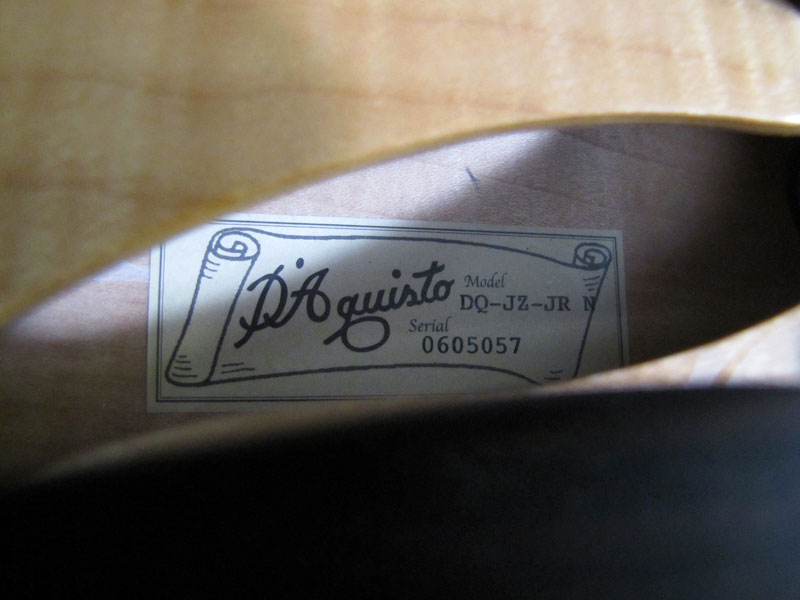 D'Aquisto
Model
DQ-JZ-JR N
Serial
0605057